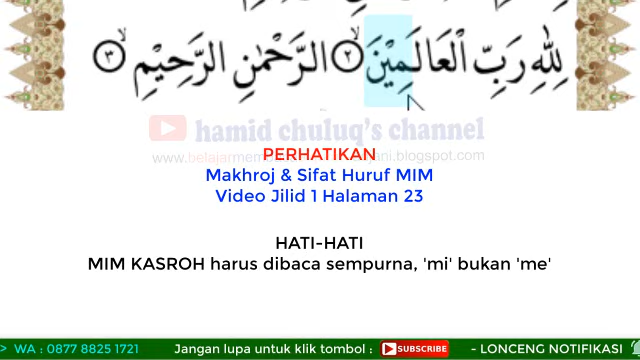 لِلّٰهِ رَبِّ الْعَالَمِيْنَ ۙ ٢ الرَّحْمٰنِ الرَّحِيْمِ ۙ ٣
hamid chuluq's channel
PERHATIKAN
Makhroj & Sifat Huruf MIM
Video Jilid 1 Halaman 23
HATI-HATI
MIM KASROH harus dibaca sempurna, 'mi' bukan 'me'
> WA : 0877 8825 1721 Jangan lupa untuk klik tombol : SUBSCRIBE - LONCENG NOTIFIKASI